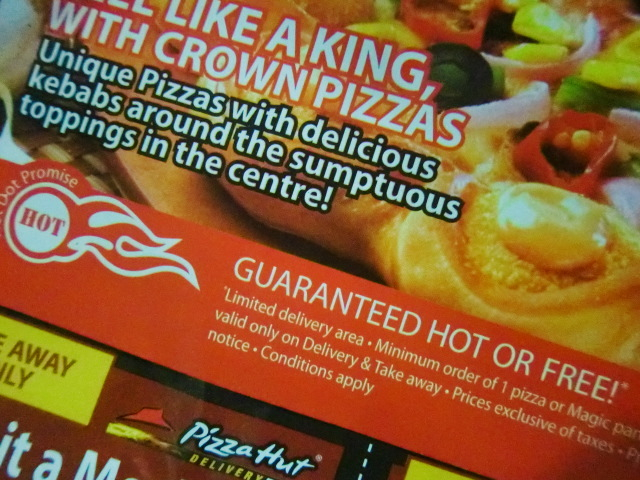 LIKE A KING,
WITH CROWN PIZZAS
Unique Pizzas with delicious
kebabs around the sumptuous
toppings in the centre!
Dot Promise
HOT
GUARANTEED HOT OR FREE!*
*Limited delivery area • Minimum order of 1 pizza or Magic pan
valid only on Delivery & Take away • Prices exclusive of taxes •
notice • Conditions apply
AWAY
Pizza Hut
DELIVERY
it a